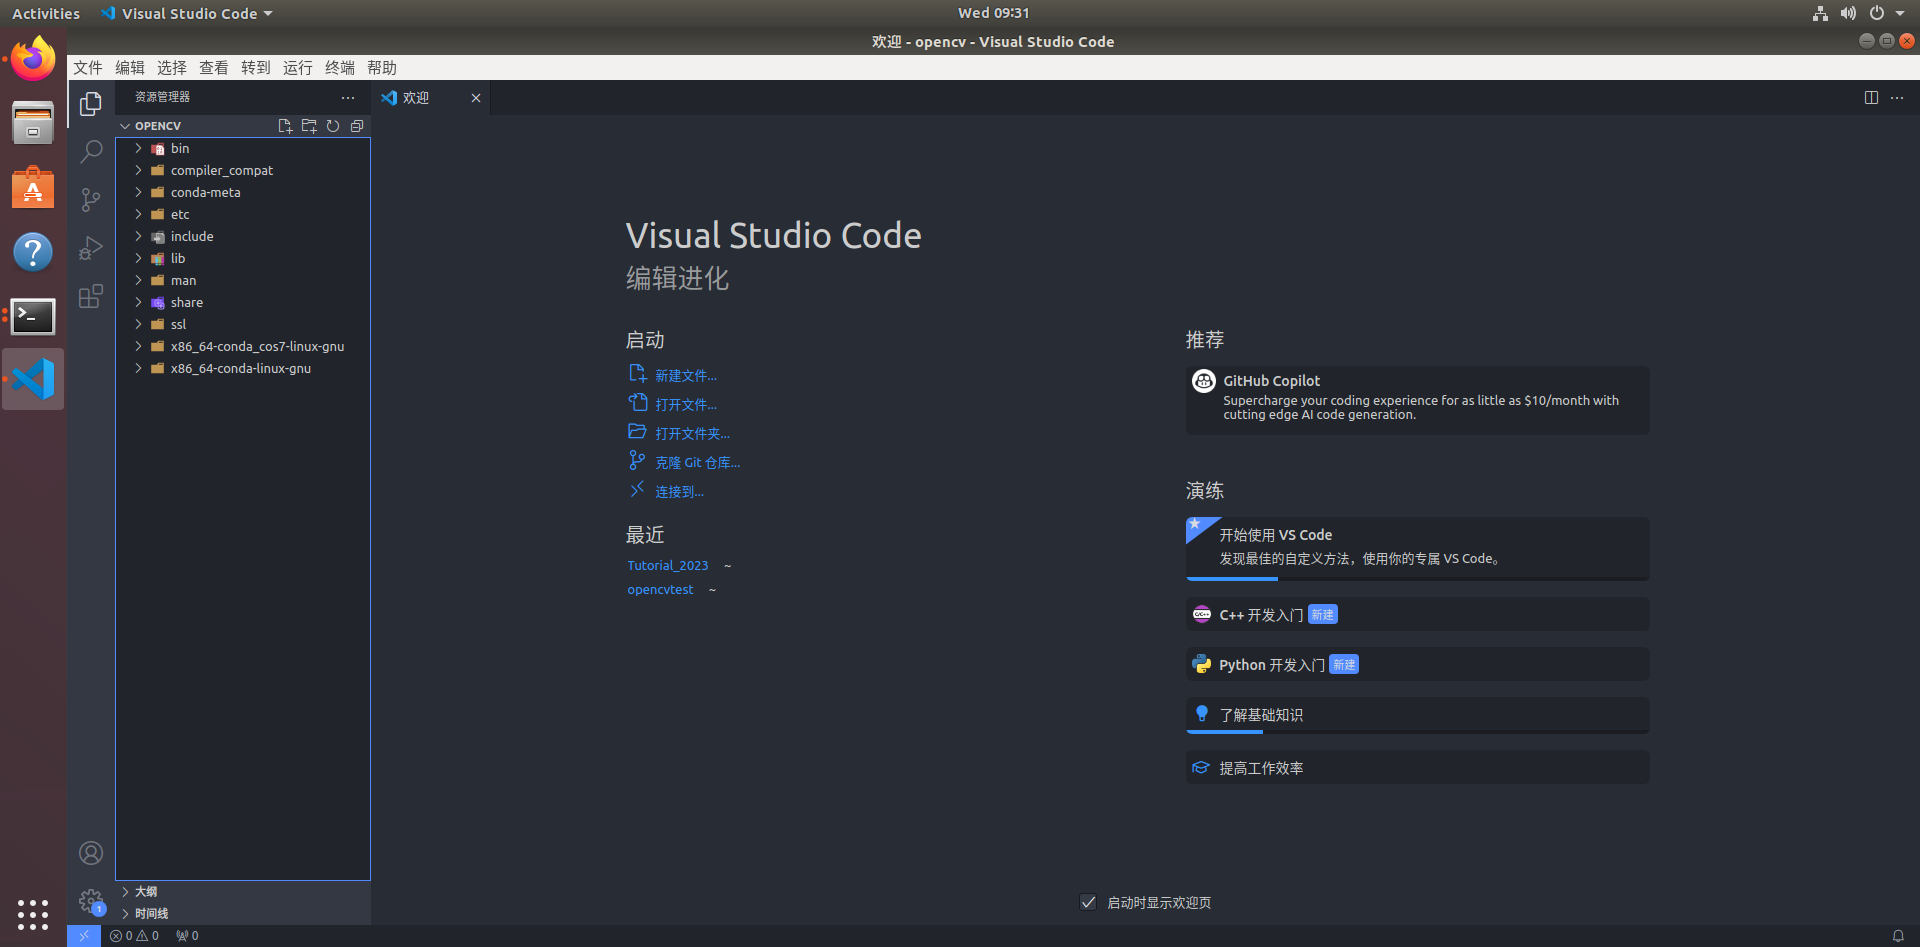 Activities
Visual Studio Code
Wed 09:31
欢迎 - opencv - Visual Studio Code
文件 编辑 选择 查看 转到 运行 终端 帮助
资源管理器
欢迎
OPENCV
bin
compiler_compat
conda-meta
etc
include
lib
man
share
ssl
x86_64-conda_cos7-linux-gnu
x86_64-conda-linux-gnu
大纲
时间线
Visual Studio Code
编辑进化
启动
新建文件...
打开文件...
打开文件夹...
克隆 Git 仓库...
连接到...
最近
Tutorial_2023 ~
opencvtest ~
推荐
GitHub Copilot
Supercharge your coding experience for as little as $10/month with
cutting edge AI code generation.
演练
开始使用 VS Code
发现最佳的自定义方法，使用你的专属 VS Code。
C++ 开发入门 新建
Python 开发入门 新建
了解基础知识
提高工作效率
启动时显示欢迎页
1
0 0 0